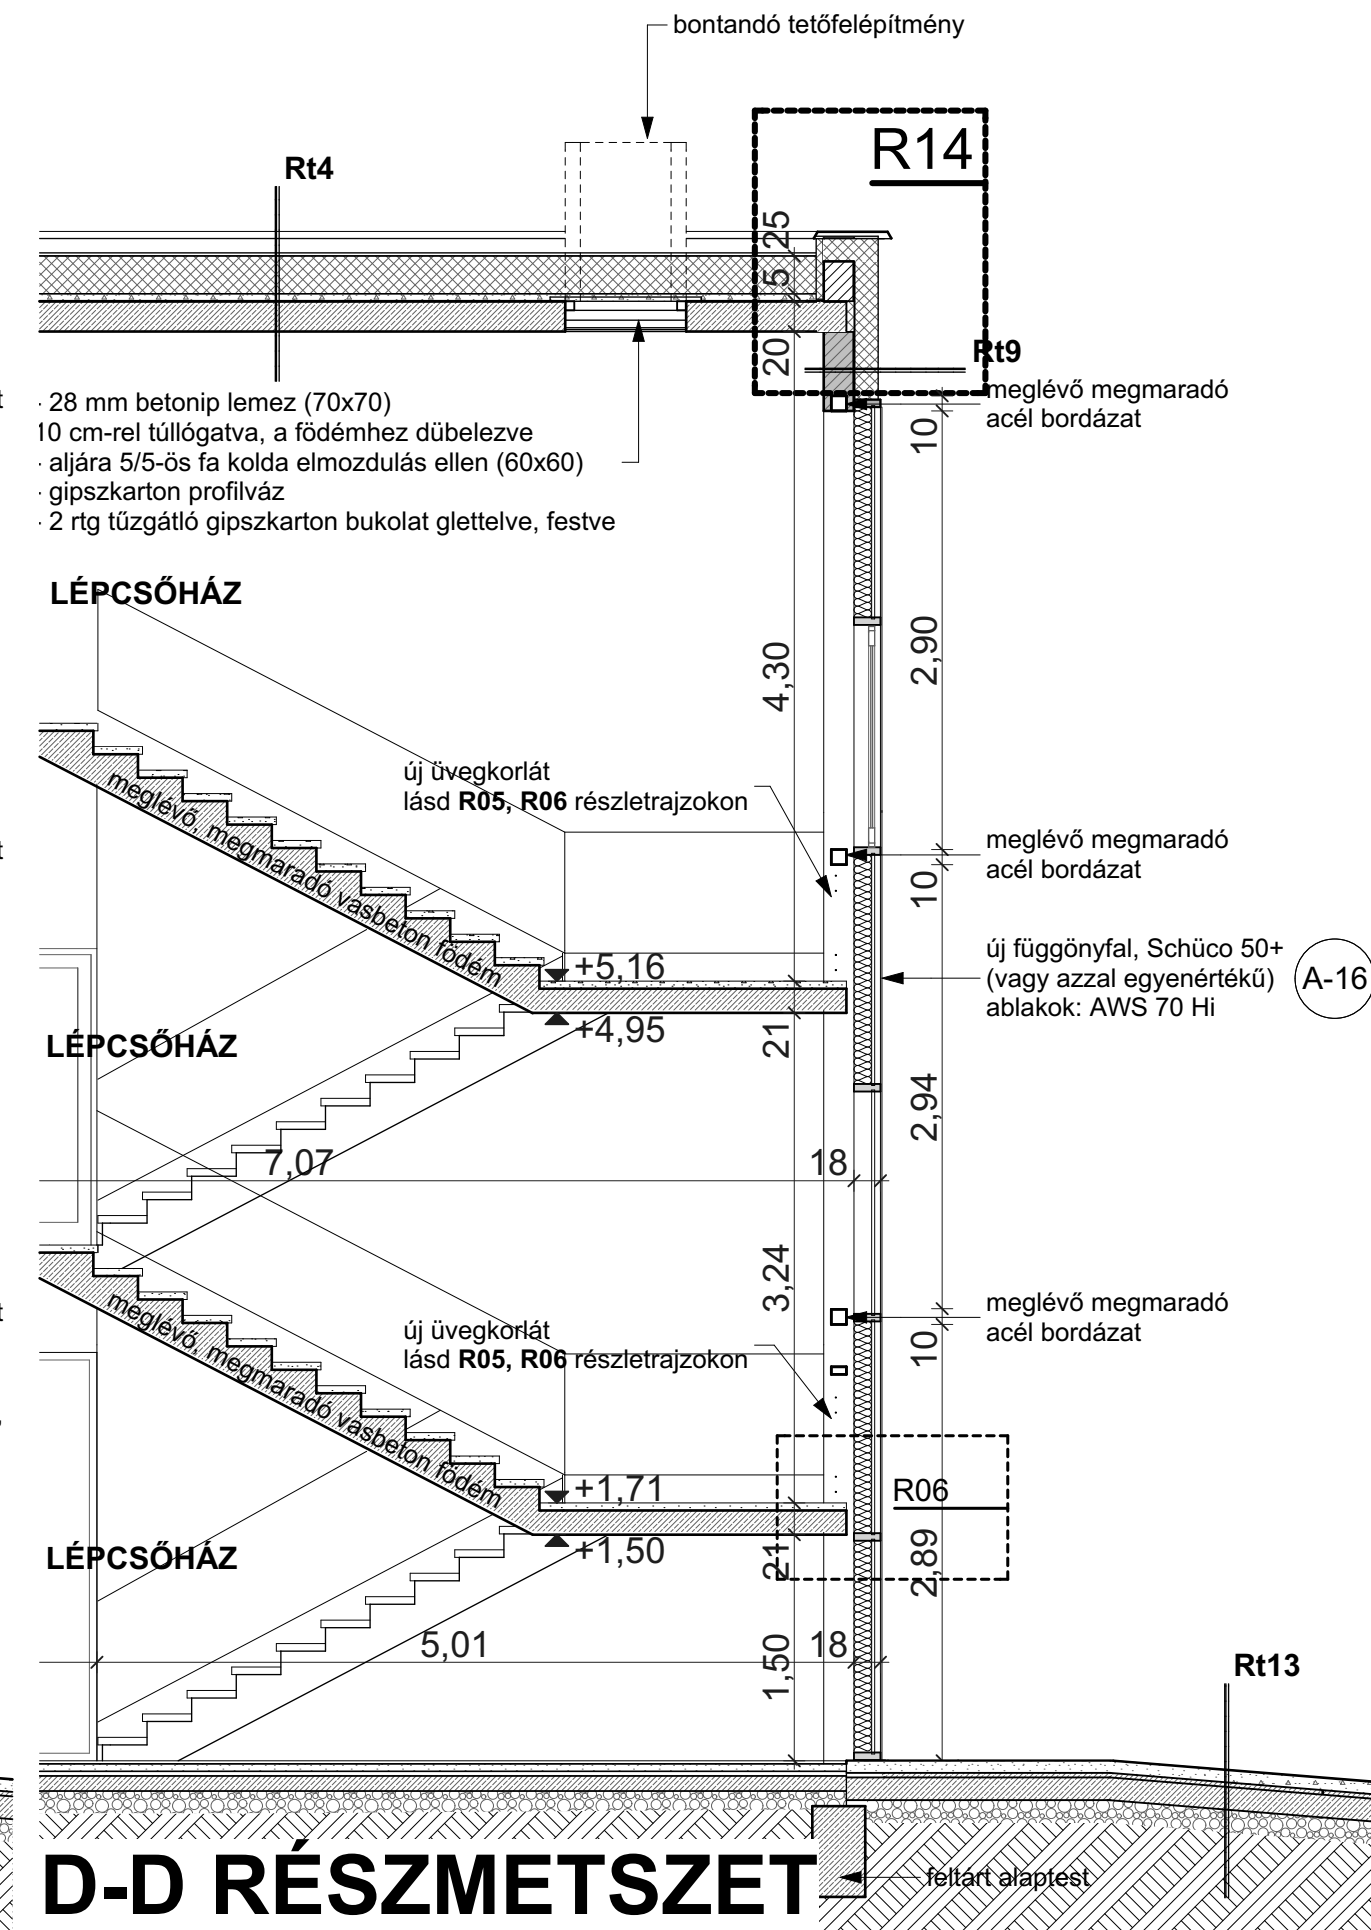 bontandó tetőfelépítmény
R14
Rt4
25
5
20
Rt9
meglévő megmaradó
acél bordázat
10
28 mm betonip lemez (70x70)
10 cm-rel túllógatva, a födémhez dübelezve
aljára 5/5-ös fa kolda elmozdulás ellen (60x60)
gipszkarton profilváz
2 rtg tűzgátló gipszkarton bukolat glettelve, festve
LÉPCSŐHÁZ
4,30
2,90
új üvegkorlát
lásd R05, R06 részletrajzokon
meglévő, megmaradó vasbeton födém
meglévő megmaradó
acél bordázat
10
új függönyfal, Schüco 50+
(vagy azzal egyenértékű)
ablakok: AWS 70 Hi
A-16
+5,16
+4,95
21
LÉPCSŐHÁZ
2,94
7,07
18
3,24
meglévő megmaradó
acél bordázat
10
új üvegkorlát
lásd R05, R06 részletrajzokon
meglévő, megmaradó vasbeton födém
+1,71
+1,50
21
R06
2,89
LÉPCSŐHÁZ
5,01
1,50
18
Rt13
D-D RÉSZMETSZET
feltárt alaptest